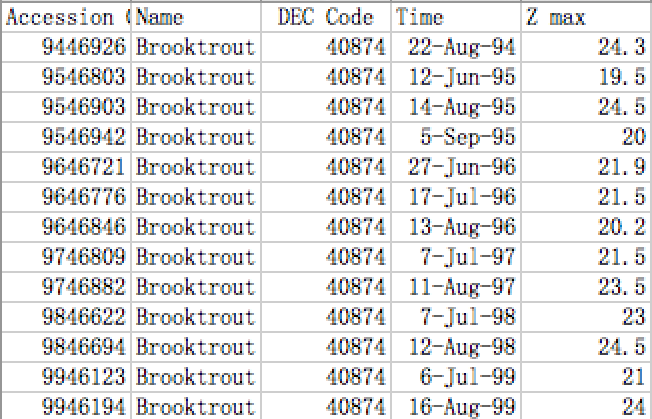 Accession ( Name DEC Code Time Z max
9446926 Brooktrout 40874 22-Aug-94 24.3
9546803 Brooktrout 40874 12-Jun-95 19.5
9546903 Brooktrout 40874 14-Aug-95 24.5
9546942 Brooktrout 40874 5-Sep-95 20
9646721 Brooktrout 40874 27-Jun-96 21.9
9646776 Brooktrout 40874 17-Jul-96 21.5
9646846 Brooktrout 40874 13-Aug-96 20.2
9746809 Brooktrout 40874 7-Jul-97 21.5
9746882 Brooktrout 40874 11-Aug-97 23.5
9846622 Brooktrout 40874 7-Jul-98 23
9846694 Brooktrout 40874 12-Aug-98 24.5
9946123 Brooktrout 40874 6-Jul-99 21
9946194 Brooktrout 40874 16-Aug-99 24